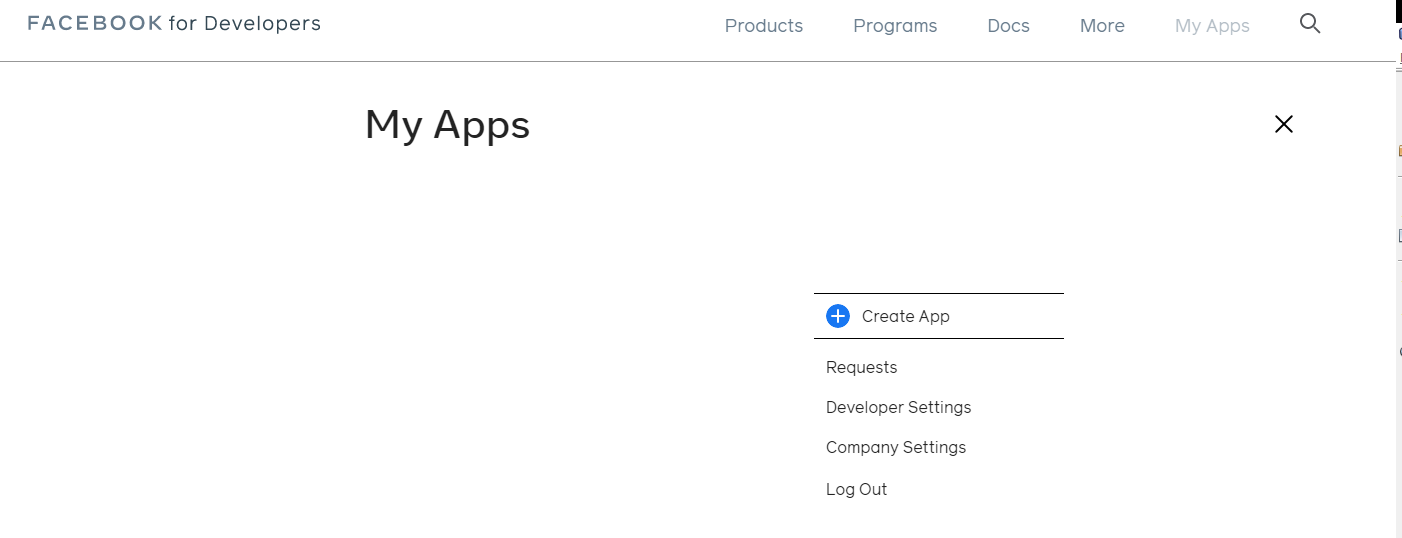 FACEBOOK for Developers
Products Programs Docs More My Apps
My Apps
Create App
Requests
Developer Settings
Company Settings
Log Out